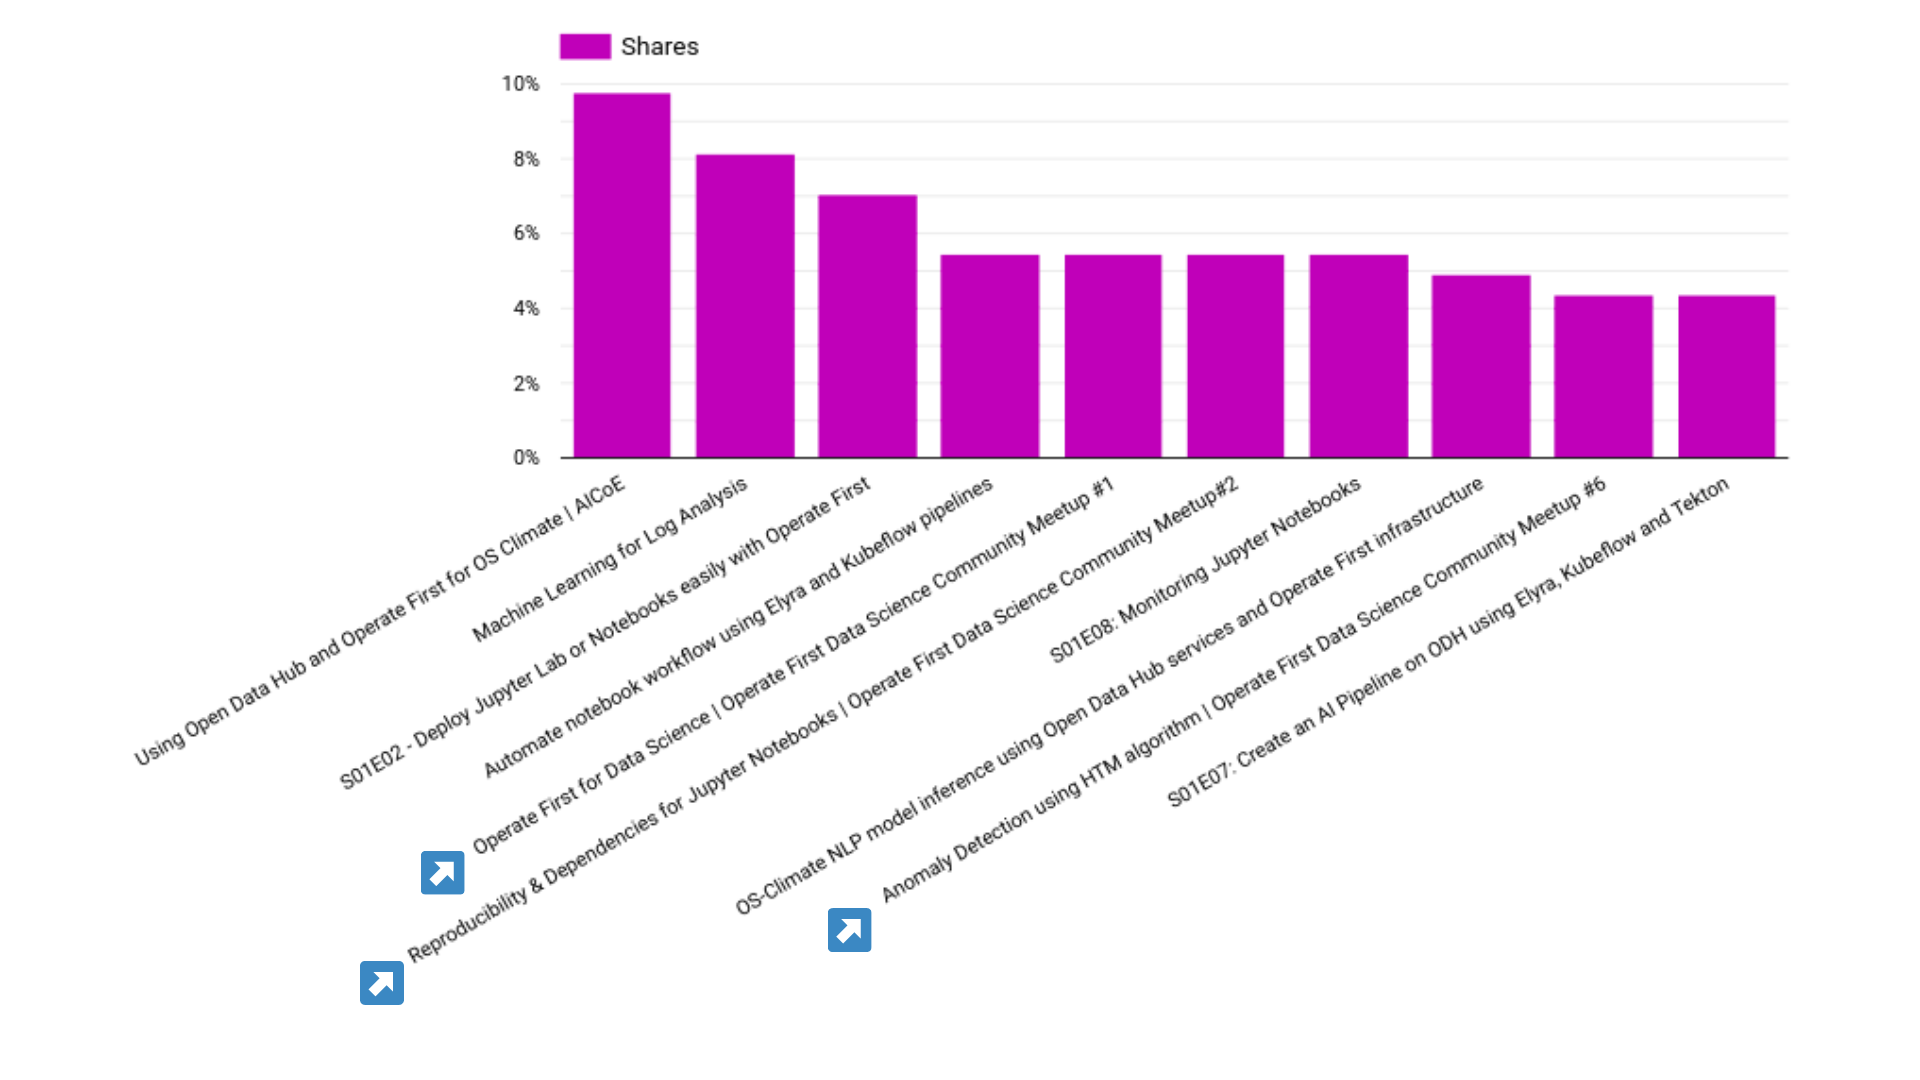 Shares
10%
8%
6%
4%
2%
0%
Using Open Data Hub and Operate First for OS Climate | AICoE
Machine Learning for Log Analysis
S01E02 - Deploy Jupyter Lab or Notebooks easily with Operate First
Automate notebook workflow using Elyra and Kubeflow pipelines
Operate First for Data Science | Operate First Data Science Community Meetup #1
Reproducibility & Dependencies for Jupyter Notebooks | Operate First Data Science Community Meetup#2
S01E08: Monitoring Jupyter Notebooks
OS-Climate NLP model inference using Open Data Hub services and Operate First infrastructure
Anomaly Detection using HTM algorithm | Operate First Data Science Community Meetup #6
S01E07: Create an AI Pipeline on ODH using Elyra, Kubeflow and Tekton